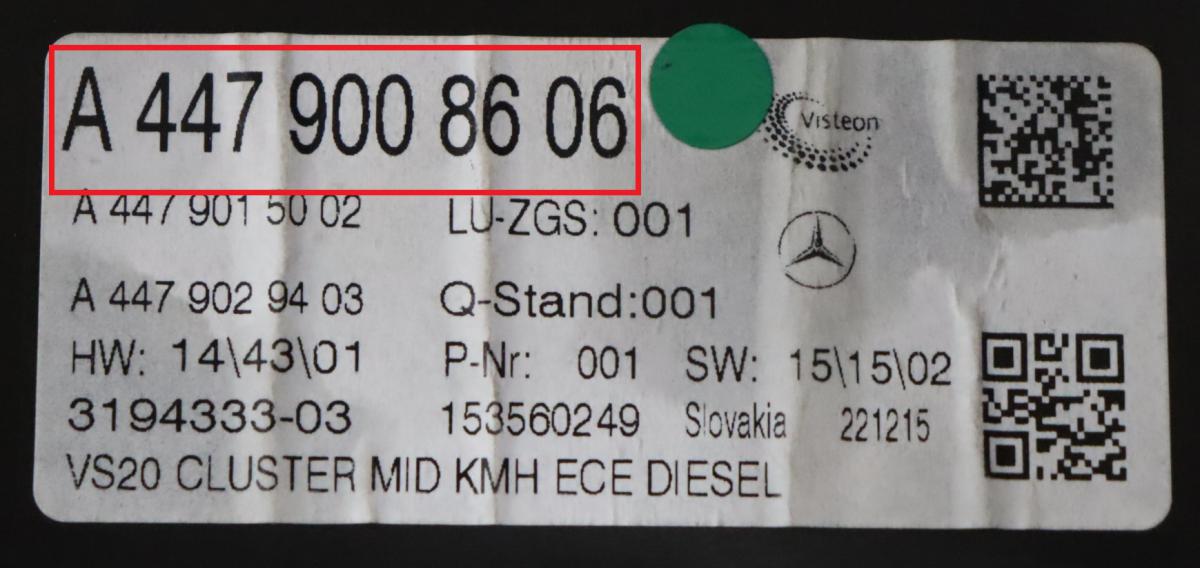 A 447 900 86 06
Visteon
A 447 901 50 02 LU-ZGS: 001
A 447 902 94 03 Q-Stand:001
HW: 14\43\01 P-Nr: 001 SW: 15\15\02
3194333-03 153560249 Slovakia 221215
VS20 CLUSTER MID KMH ECE DIESEL